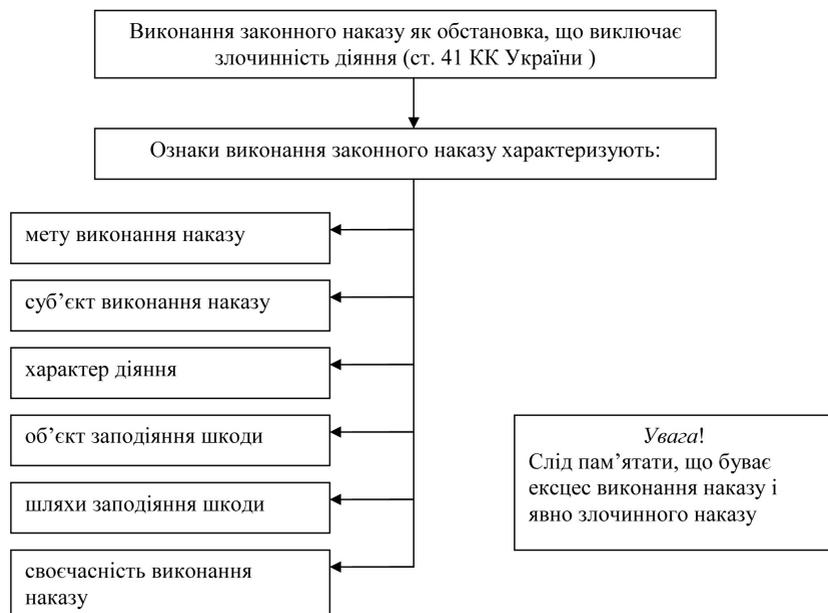 Виконання законного наказу як обстановка, що виключає
злочинність діяння (ст. 41 КК України )
Ознаки виконання законного наказу характеризують:
мету виконання наказу
суб’єкт виконання наказу
характер діяння
об’єкт заподіяння шкоди
шляхи заподіяння шкоди
своєчасність виконання
наказу
Увага!
Слід пам’ятати, що буває
ексцес виконання наказу і
явно злочинного наказу